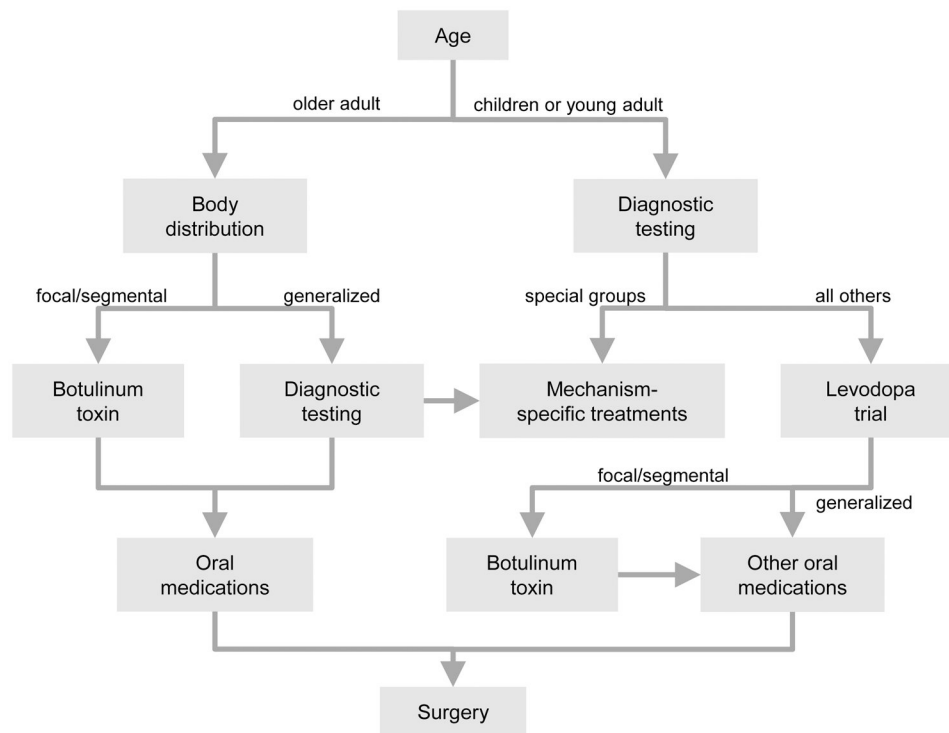 Age
older adult
children or young adult
Body
distribution
Diagnostic
testing
focal/segmental
generalized
special groups
all others
Botulinum
toxin
Diagnostic
testing
Mechanism-
specific treatments
Levodopa
trial
focal/segmental
generalized
Oral
medications
Botulinum
toxin
Other oral
medications
Surgery